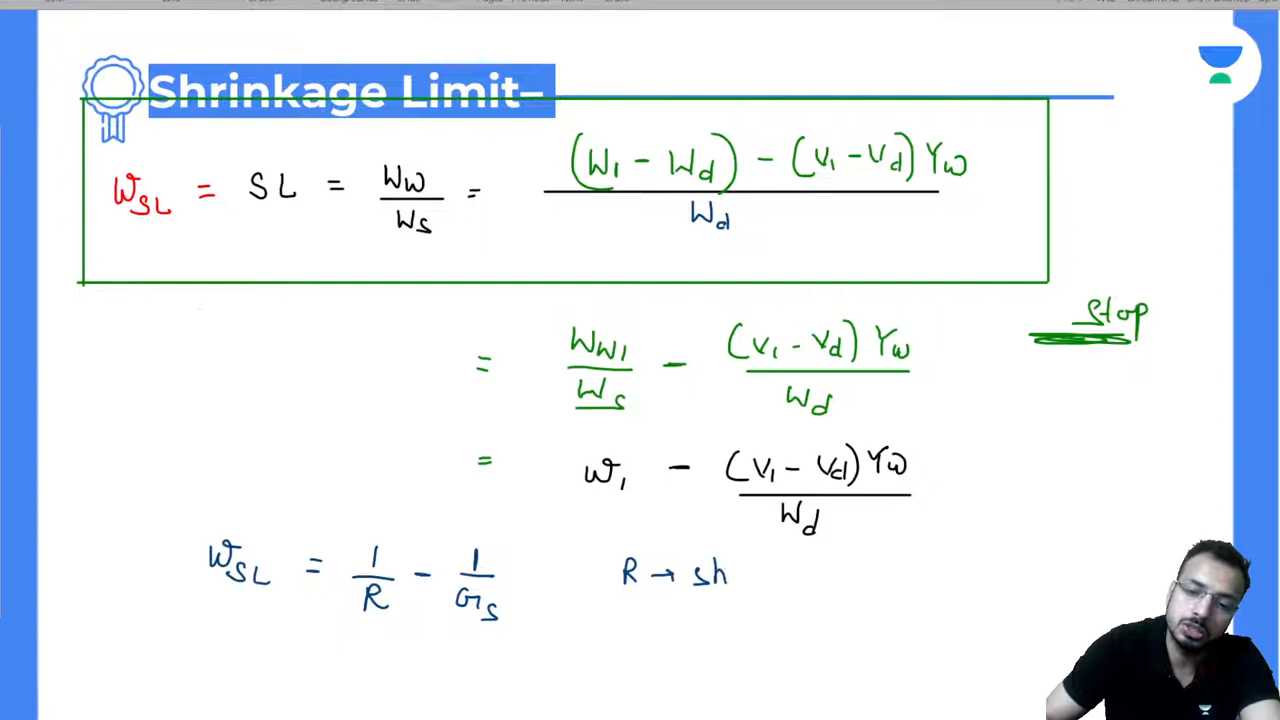 Shrinkage Limit–
W_SL = SL = W_W / W_S = (W_1 - W_d) - (V_1 - V_d) γ_w / W_d
Stop
= W_W1 / W_s - (V_1 - V_d) γ_w / W_d
= w_1 - (V_1 - V_d) γ_w / W_d
W_SL = 1/R - 1/G_s R → sh